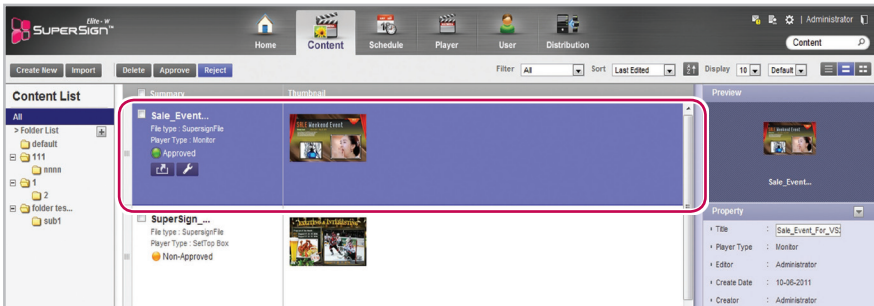 Elite - w
SUPERSign™
Administrator
Home
Content
Schedule
Player
User
Distribution
Content
Create New
Import
Delete
Approve
Reject
Filter
All
Sort
Last Edited
Display
10
Default
Content List
All
> Folder List
default
111
nnnn
1
2
folder tes...
sub1
Summary
Thumbnail
Sale_Event...
File type : SupersignFile
Player Type : Monitor
Approved
SALE Weekend Event
SuperSign_...
File type : SupersignFile
Player Type : SetTop Box
Non-Approved
Preview
SALE Weekend Event
Sale_Event...
Property
Title : Sale_Event_For_VS
Player Type : Monitor
Editor : Administrator
Create Date : 10-06-2011
Creator : Administrator